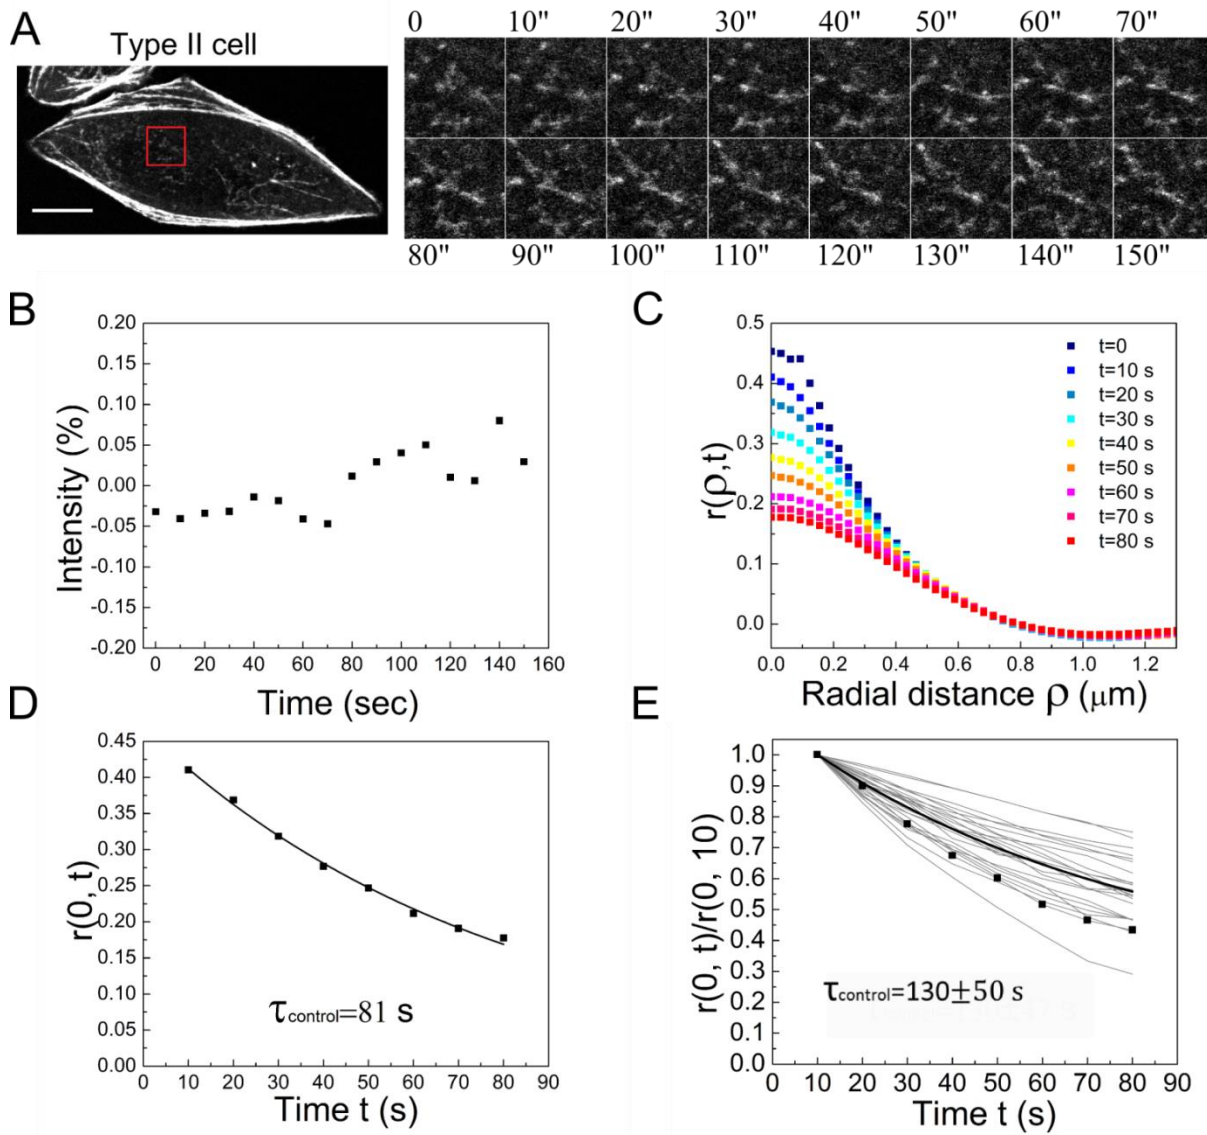 A
Type II cell
0 10" 20" 30" 40" 50" 60" 70"
80" 90" 100" 110" 120" 130" 140" 150"
B
Intensity (%)
0.20
0.15
0.10
0.05
0.00
-0.05
-0.10
-0.15
-0.20
0 20 40 60 80 100 120 140 160
Time (sec)
C
r(ρ,t)
0.5
0.4
0.3
0.2
0.1
0.0
t=0
t=10 s
t=20 s
t=30 s
t=40 s
t=50 s
t=60 s
t=70 s
t=80 s
0.0 0.2 0.4 0.6 0.8 1.0 1.2
Radial distance ρ (μm)
D
r(0, t)
0.45
0.40
0.35
0.30
0.25
0.20
0.15
0.10
0.05
0.00
τcontrol=81 s
0 10 20 30 40 50 60 70 80 90
Time t (s)
E
r(0, t)/r(0, 10)
1.0
0.9
0.8
0.7
0.6
0.5
0.4
0.3
0.2
0.1
0.0
τcontrol=130±50 s
0 10 20 30 40 50 60 70 80 90
Time t (s)